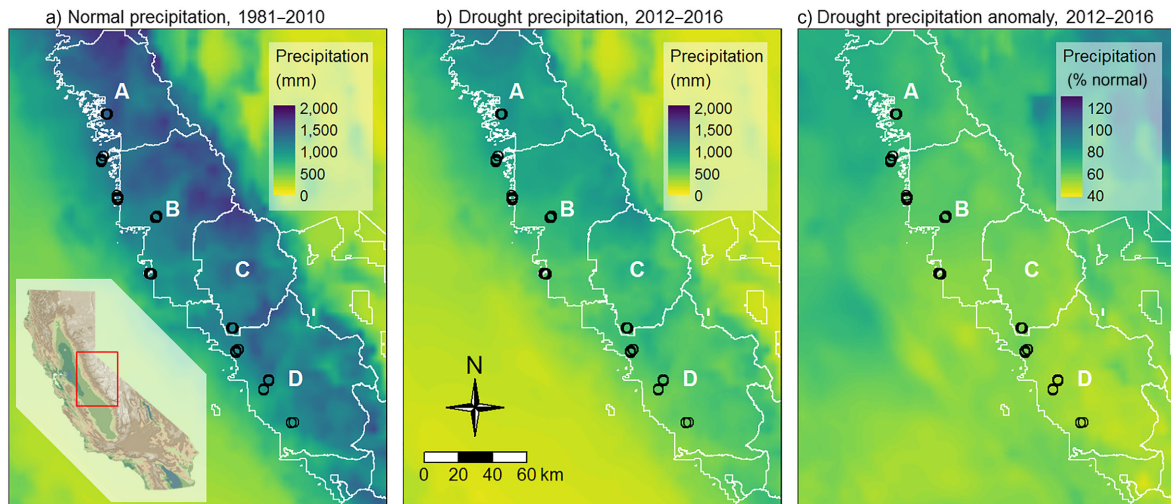 a) Normal precipitation, 1981–2010
Precipitation
(mm)
2,000
1,500
1,000
500
0
A
B
C
D
b) Drought precipitation, 2012–2016
Precipitation
(mm)
2,000
1,500
1,000
500
0
A
B
C
D
N
0 20 40 60 km
c) Drought precipitation anomaly, 2012–2016
Precipitation
(% normal)
120
100
80
60
40
A
B
C
D